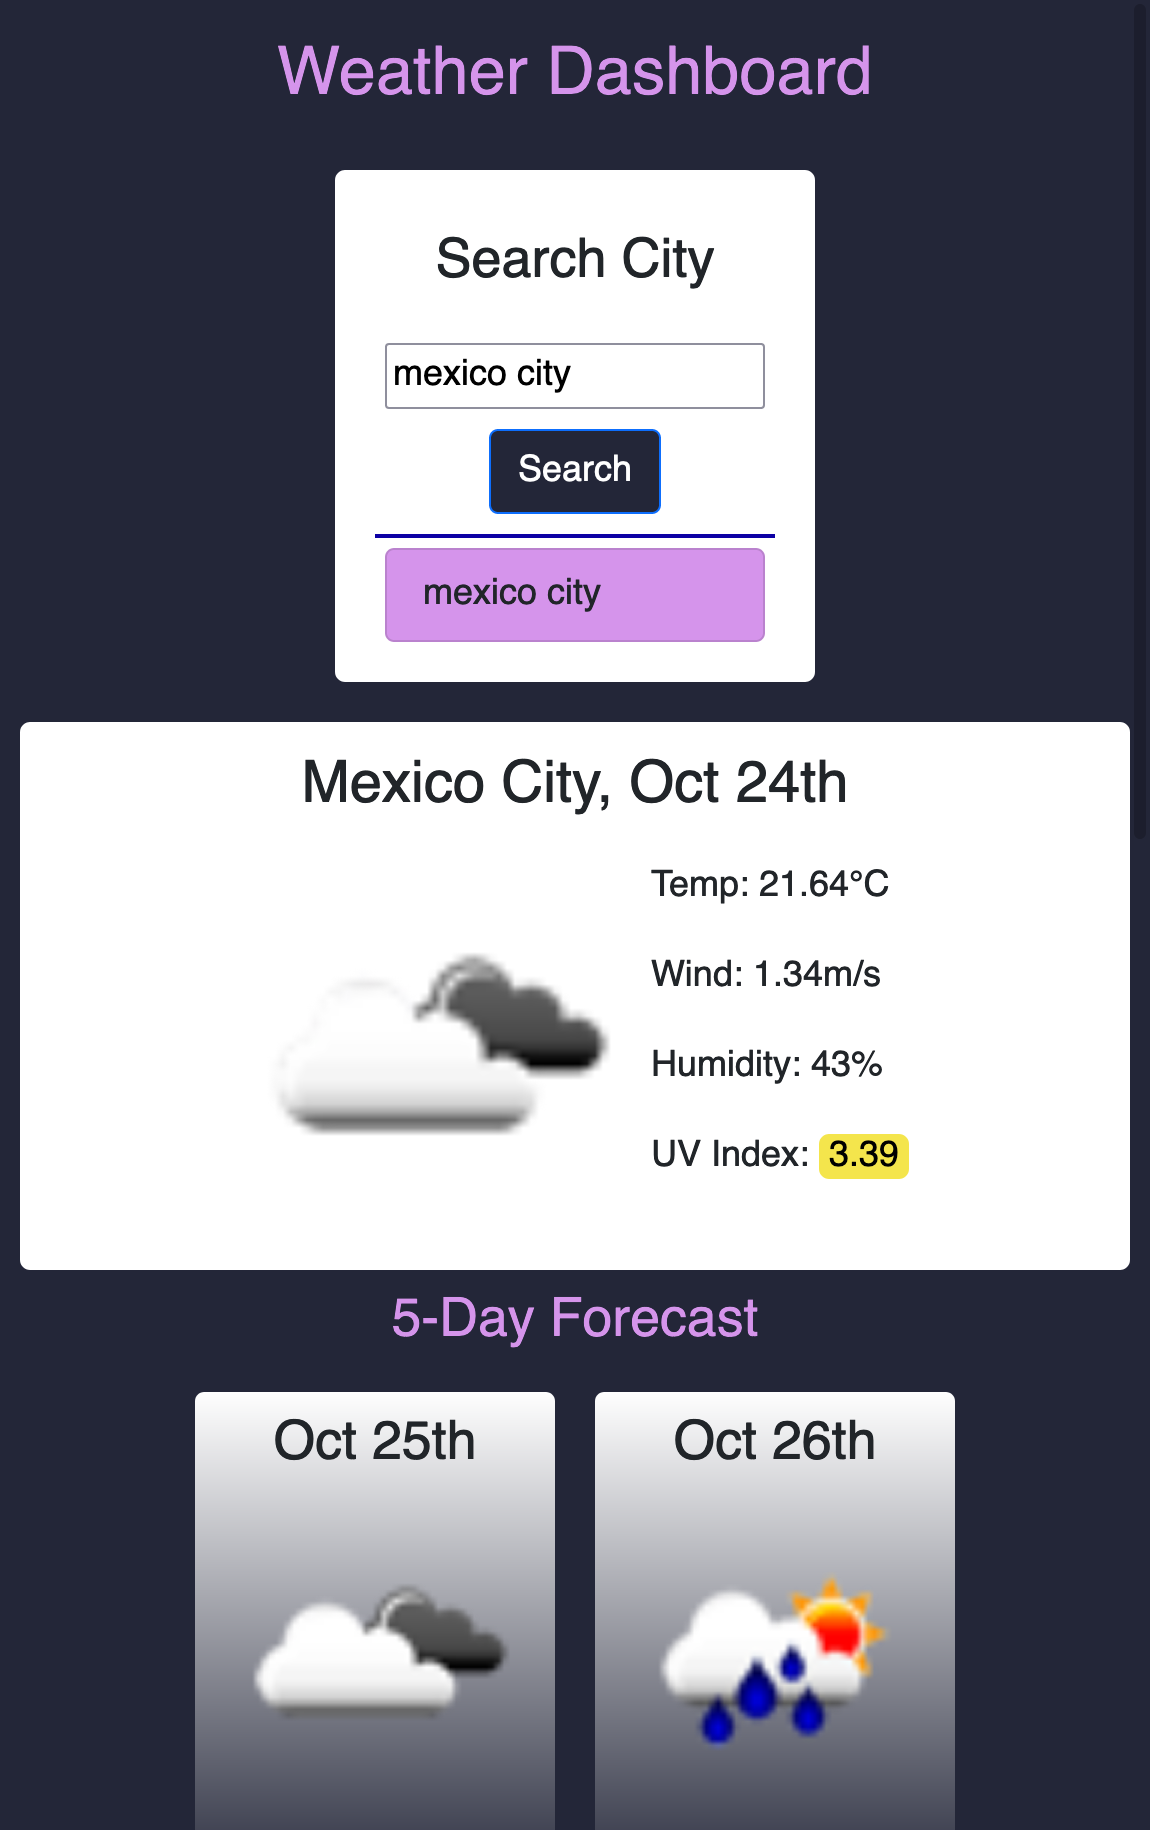 Weather Dashboard
Search City
mexico city
Search
mexico city
Mexico City, Oct 24th
Temp: 21.64°C
Wind: 1.34m/s
Humidity: 43%
UV Index: 3.39
5-Day Forecast
Oct 25th
Oct 26th